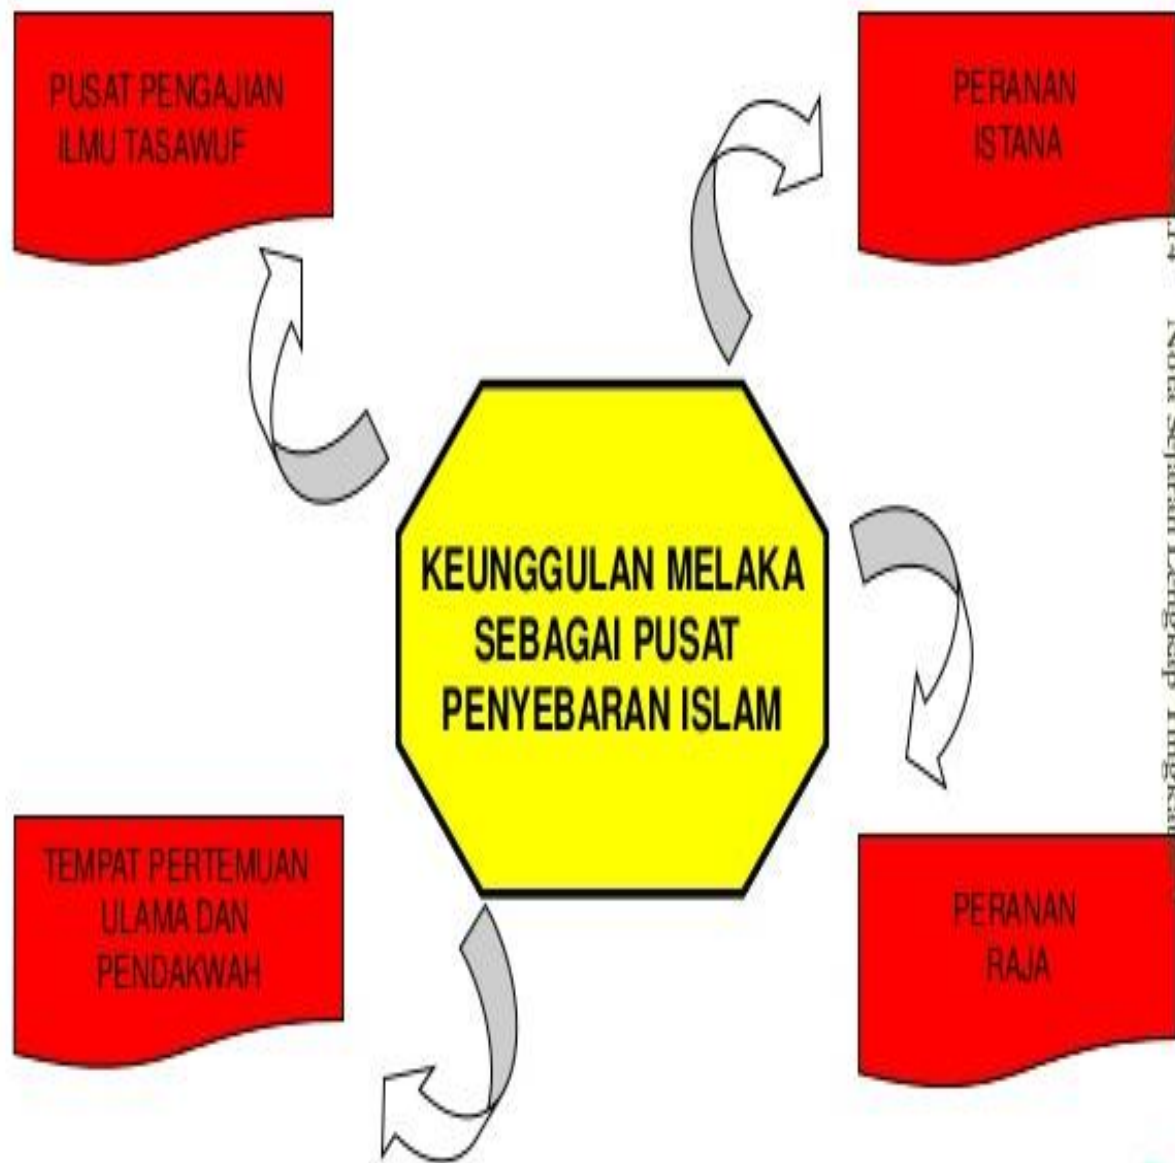 PUSAT PENGAJIAN
ILMU TASAWUF
PERANAN
ISTANA
KEUNGGULAN MELAKA
SEBAGAI PUSAT
PENYEBARAN ISLAM
TEMPAT PERTEMUAN
ULAMA DAN
PENDAKWAH
PERANAN
RAJA